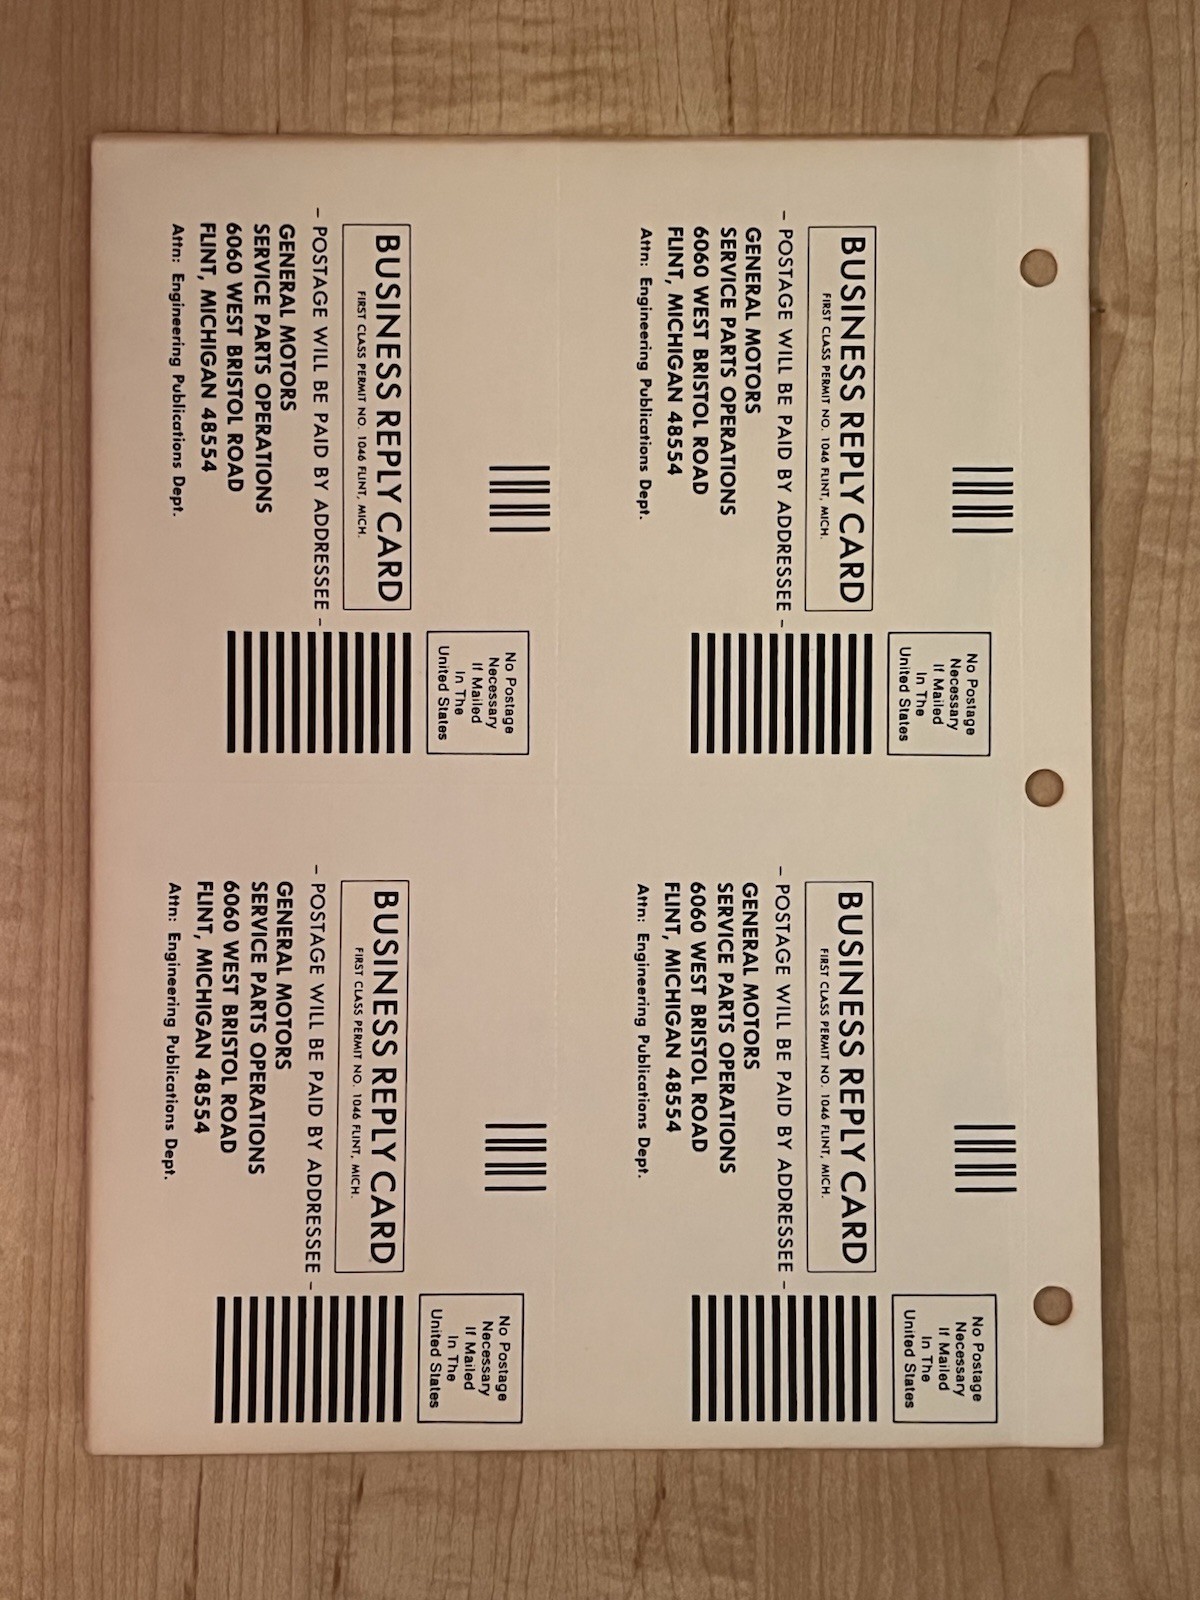 No Postage
Necessary
If Mailed
In The
United States
BUSINESS REPLY CARD
FIRST CLASS PERMIT NO. 1046 FLINT, MICH.
– POSTAGE WILL BE PAID BY ADDRESSEE –
GENERAL MOTORS
SERVICE PARTS OPERATIONS
6060 WEST BRISTOL ROAD
FLINT, MICHIGAN 48554
Attn: Engineering Publications Dept.
No Postage
Necessary
If Mailed
In The
United States
BUSINESS REPLY CARD
FIRST CLASS PERMIT NO. 1046 FLINT, MICH.
– POSTAGE WILL BE PAID BY ADDRESSEE –
GENERAL MOTORS
SERVICE PARTS OPERATIONS
6060 WEST BRISTOL ROAD
FLINT, MICHIGAN 48554
Attn: Engineering Publications Dept.
No Postage
Necessary
If Mailed
In The
United States
BUSINESS REPLY CARD
FIRST CLASS PERMIT NO. 1046 FLINT, MICH.
– POSTAGE WILL BE PAID BY ADDRESSEE –
GENERAL MOTORS
SERVICE PARTS OPERATIONS
6060 WEST BRISTOL ROAD
FLINT, MICHIGAN 48554
Attn: Engineering Publications Dept.
No Postage
Necessary
If Mailed
In The
United States
BUSINESS REPLY CARD
FIRST CLASS PERMIT NO. 1046 FLINT, MICH.
– POSTAGE WILL BE PAID BY ADDRESSEE –
GENERAL MOTORS
SERVICE PARTS OPERATIONS
6060 WEST BRISTOL ROAD
FLINT, MICHIGAN 48554
Attn: Engineering Publications Dept.